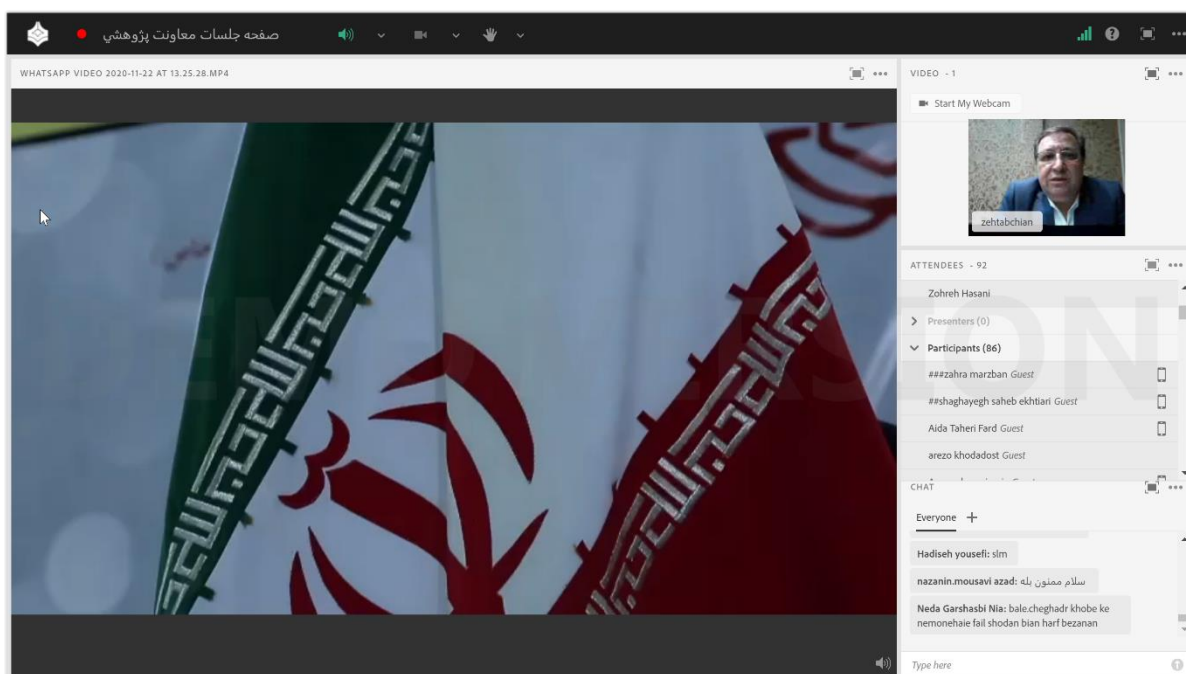 صفحه جلسات معاونت پژوهشي
WHATSAPP VIDEO 2020-11-22 AT 13.25.28.MP4
VIDEO - 1
Start My Webcam
zehtabchian
ATTENDEES - 92
Zohreh Hasani
Presenters (0)
Participants (86)
###zahra marzban Guest
##shaghayegh saheb ekhtiari Guest
Aida Taheri Fard Guest
arezo khodadost Guest
CHAT
Everyone
Hadiseh yousefi: slm
nazanin.mousavi azad: سلام ممنون بله
Neda Garshasbi Nia: bale.cheghadr khobe ke
nemonehaie fail shodan bian harf bezanan
Type here
DEMO VERSION